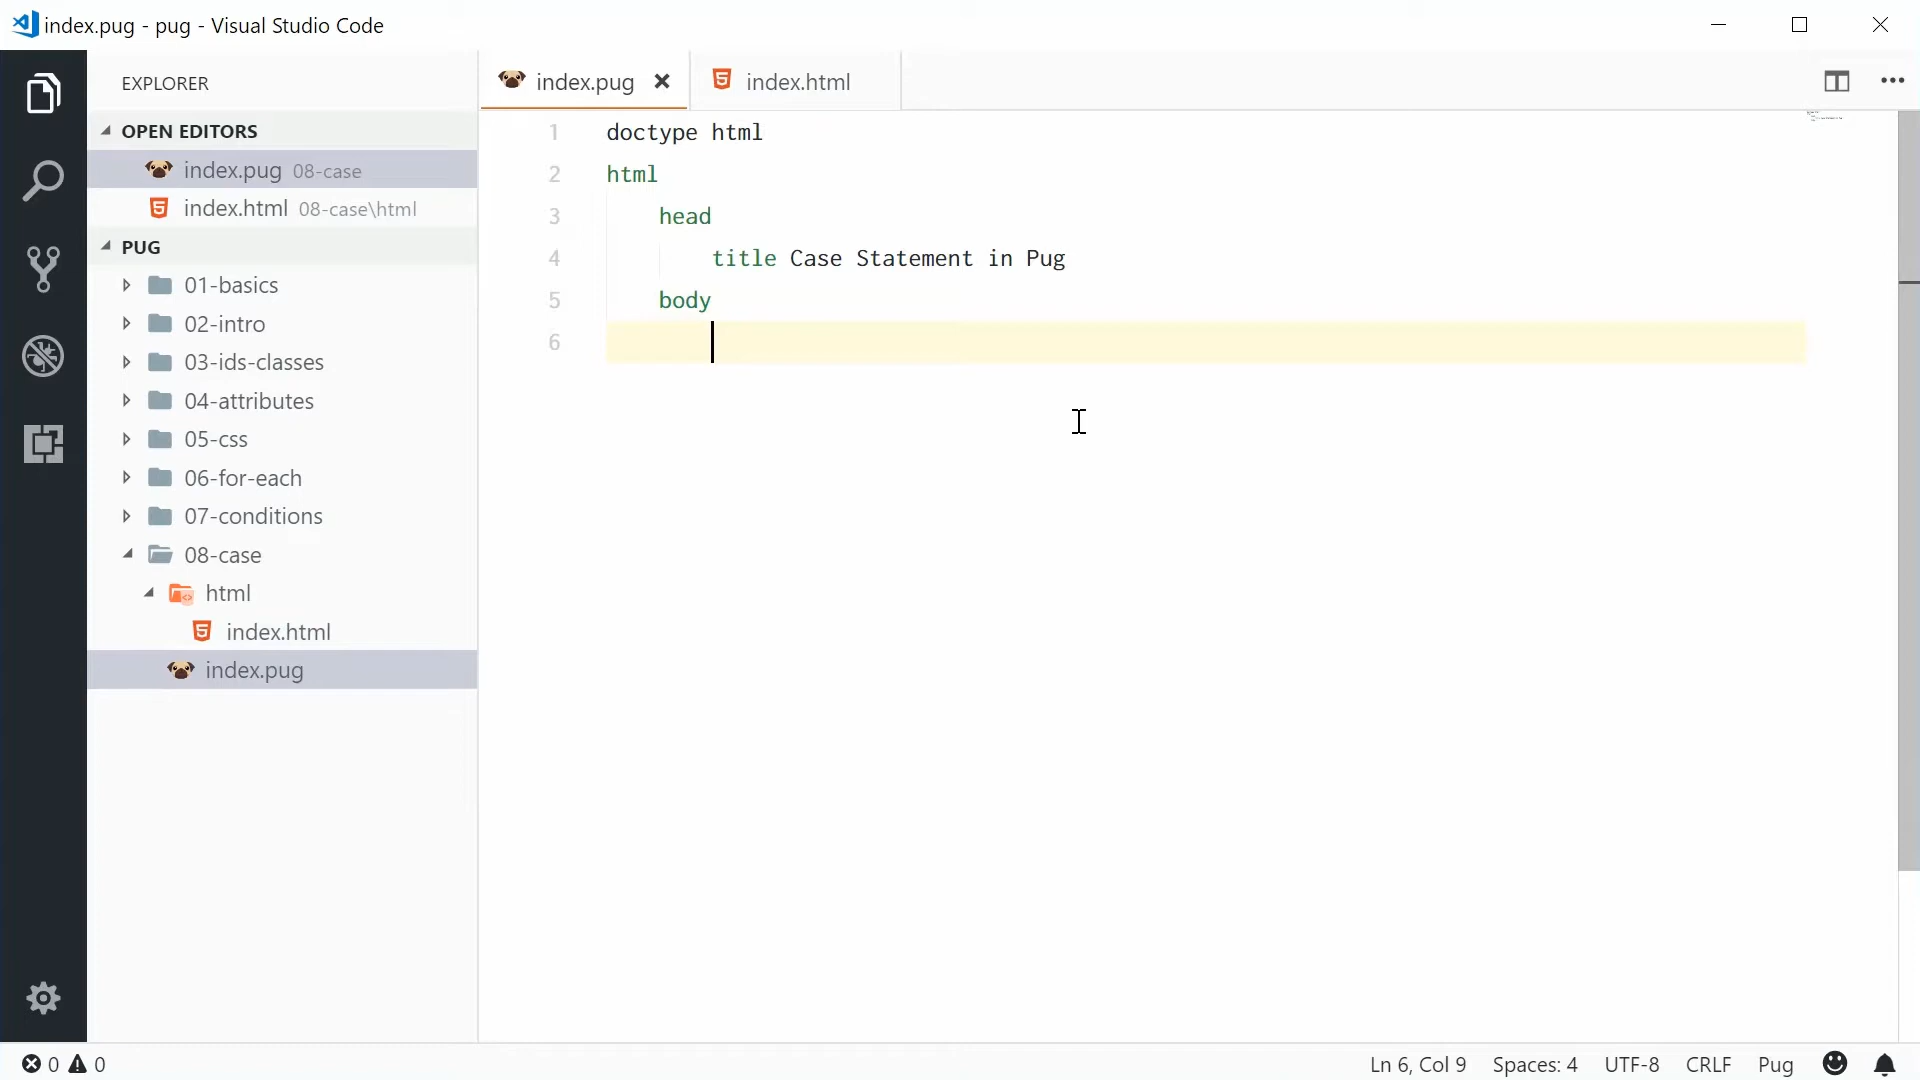 index.pug - pug - Visual Studio Code
EXPLORER
OPEN EDITORS
index.pug 08-case
index.html 08-case\html
PUG
01-basics
02-intro
03-ids-classes
04-attributes
05-css
06-for-each
07-conditions
08-case
html
index.html
index.pug
index.pug
index.html
1 doctype html
2 html
3 head
4 title Case Statement in Pug
5 body
6
0 0
Ln 6, Col 9 Spaces: 4 UTF-8 CRLF Pug